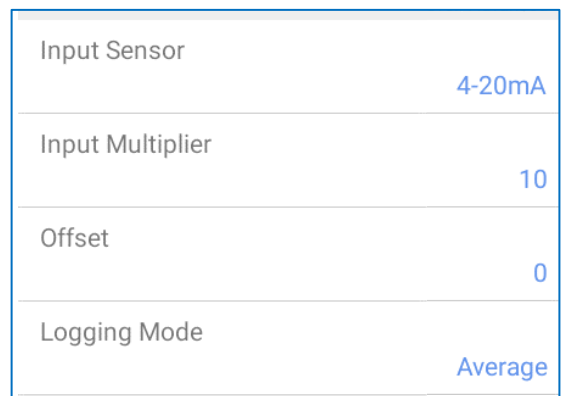 Input Sensor
4-20mA
Input Multiplier
10
Offset
0
Logging Mode
Average